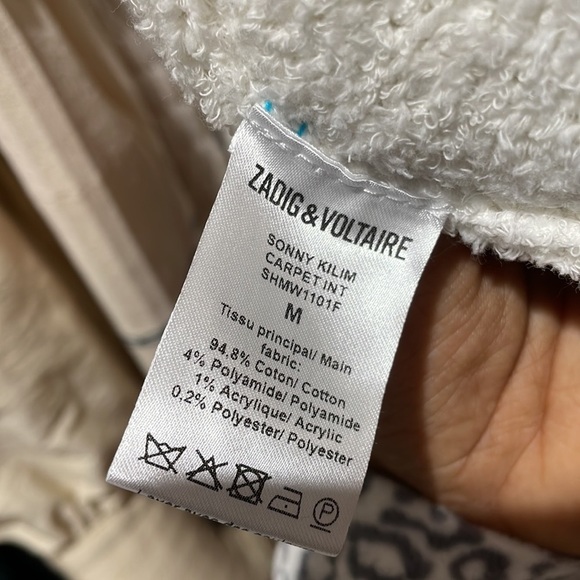 ZADIG&VOLTAIRE
SONNY KILIM
CARPET INT
SHMW1101F
M
Tissu principal/ Main
fabric:
94,8% Coton/ Cotton
4% Polyamide/ Polyamide
1% Acrylique/ Acrylic
0,2% Polyester/ Polyester
P